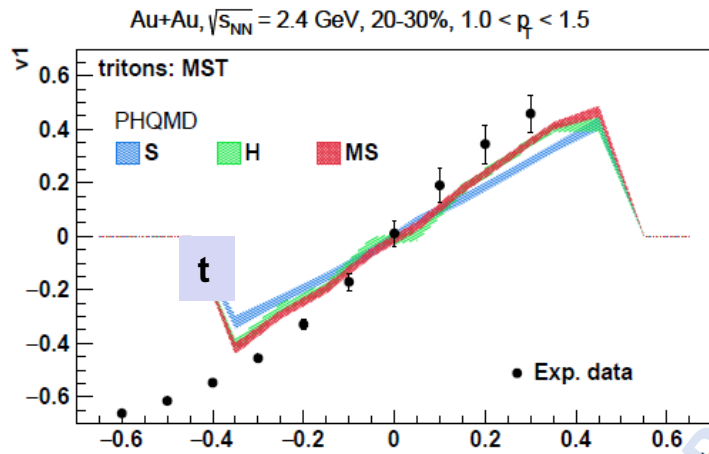 Au+Au, √sNN = 2.4 GeV, 20-30%, 1.0 < pT < 1.5
v1
tritons: MST
PHQMD
S H MS
0.6
0.4
0.2
0
−0.2
−0.4
−0.6
t
Exp. data
−0.6 −0.4 −0.2 0 0.2 0.4 0.6